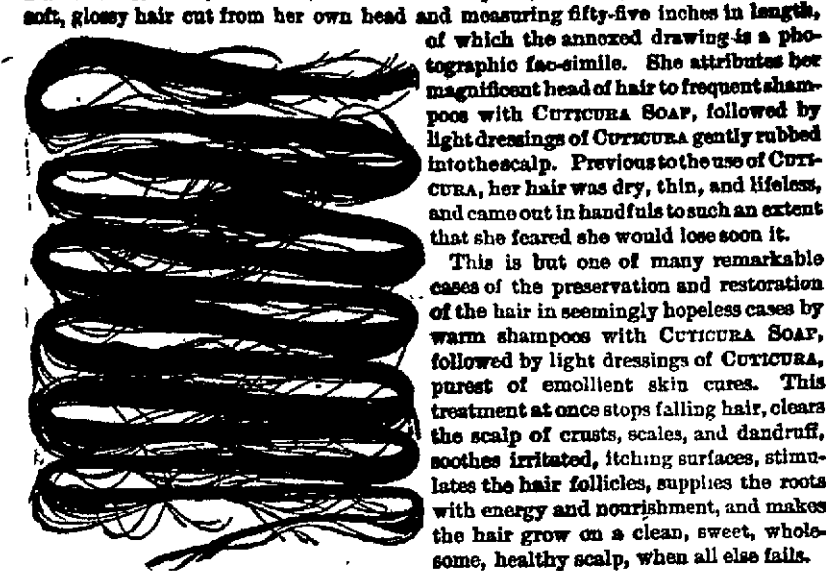 soft, glossy hair cut from her own head and measuring fifty-five inches in length,
of which the annexed drawing is a pho-
tographic fac-simile. She attributes her
magnificent head of hair to frequent sham-
poos with CUTICURA SOAP, followed by
light dressings of CUTICURA gently rubbed
into the scalp. Previous to the use of CUTI-
CURA, her hair was dry, thin, and lifeless,
and came out in handfuls to such an extent
that she feared she would lose soon it.
This is but one of many remarkable
cases of the preservation and restoration
of the hair in seemingly hopeless cases by
warm shampoos with CUTICURA SOAP,
followed by light dressings of CUTICURA,
purest of emollient skin cures. This
treatment at once stops falling hair, clears
the scalp of crusts, scales, and dandruff,
soothes irritated, itching surfaces, stimu-
lates the hair follicles, supplies the roots
with energy and nourishment, and makes
the hair grow on a clean, sweet, whole-
some, healthy scalp, when all else fails.